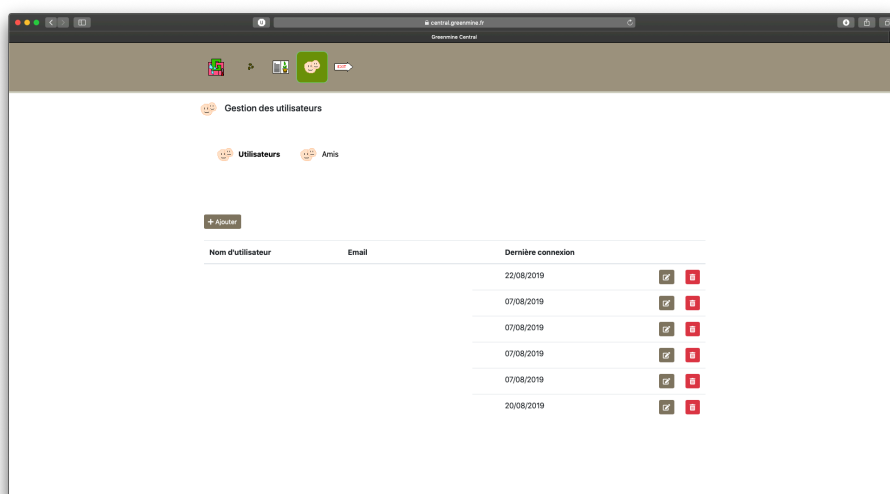 central.greenmine.fr
Greenmine Central
Gestion des utilisateurs
Utilisateurs Amis
+ Ajouter
Nom d'utilisateur Email Dernière connexion
22/08/2019
07/08/2019
07/08/2019
07/08/2019
07/08/2019
20/08/2019